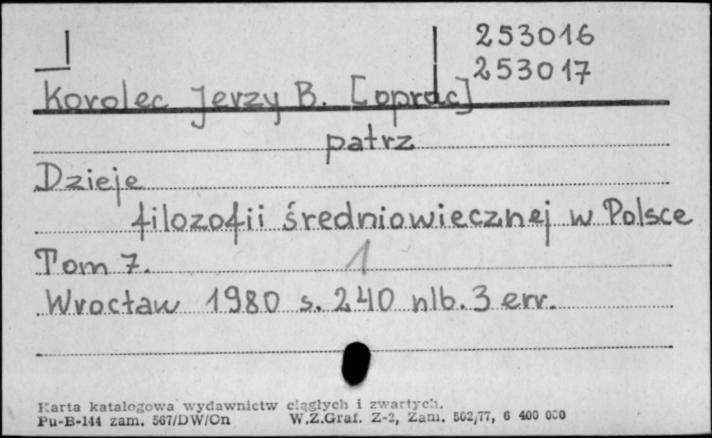 253016
253017
Korolec Jerzy B. [oprac]
patrz
Dzieje
filozofii średniowiecznej w Polsce
Tom 7.
1
Wrocław 1980 s. 240 nlb. 3 err.
Karta katalogowa wydawnictw ciągłych i zwartych.
Pu-B-144 zam. 567/DW/On W.Z.Graf. Z-2, Zam. 502/77, 6 400 000